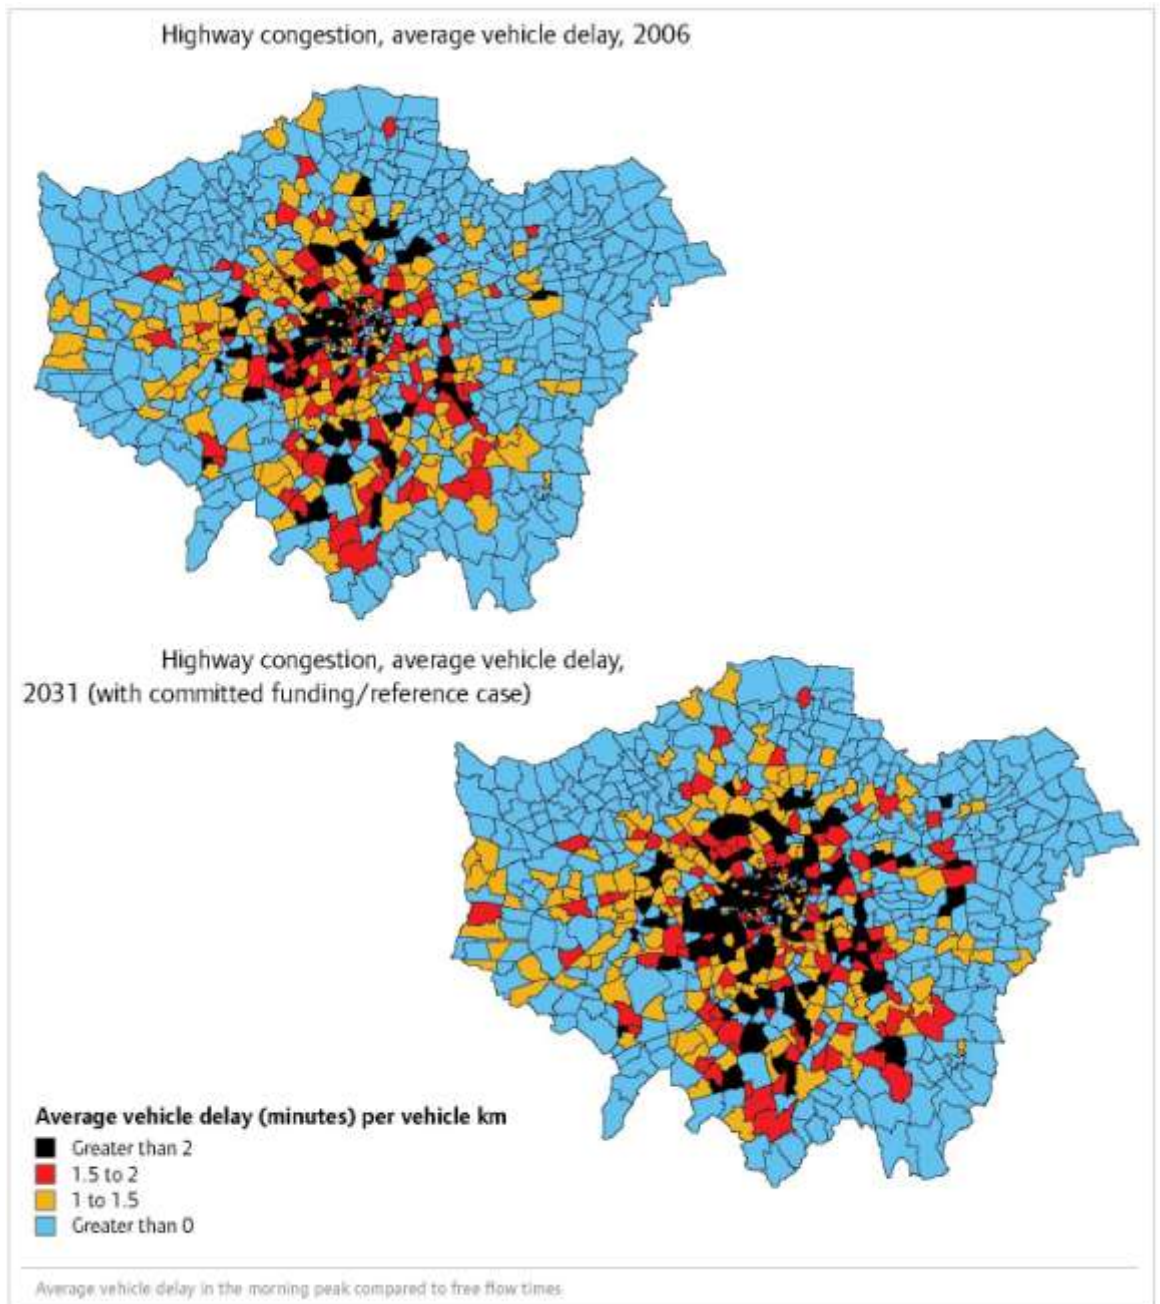 Highway congestion, average vehicle delay, 2006
Highway congestion, average vehicle delay,
2031 (with committed funding/reference case)
Average vehicle delay (minutes) per vehicle km
Greater than 2
1.5 to 2
1 to 1.5
Greater than 0
Average vehicle delay in the morning peak compared to free flow times